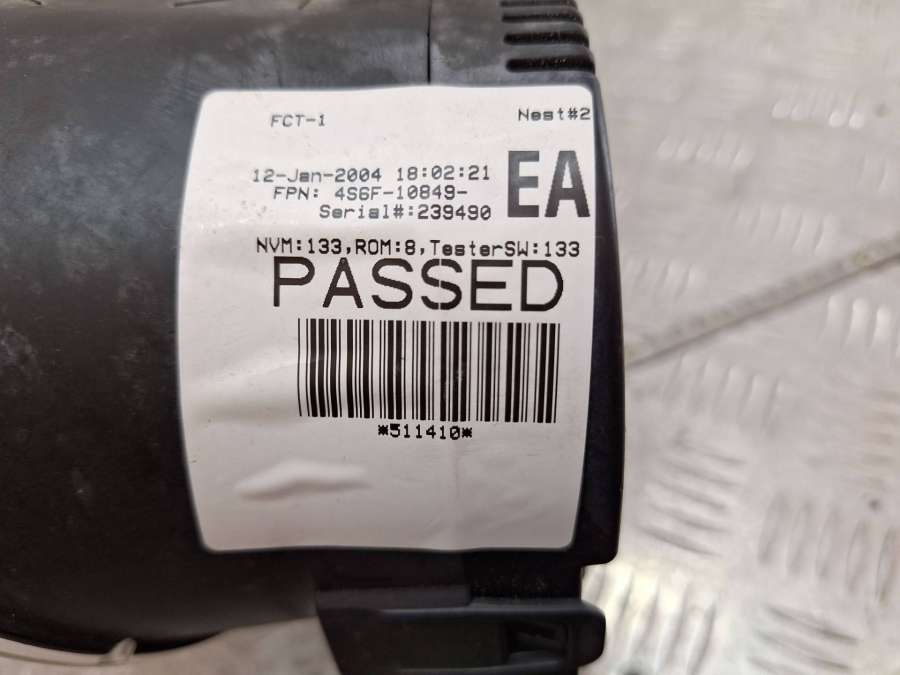 FCT-1 Nest#2
12-Jan-2004 18:02:21
FPN: 4S6F-10849- EA
Serial#:239490
NVM:133,ROM:8,TesterSW:133
PASSED
*511410*